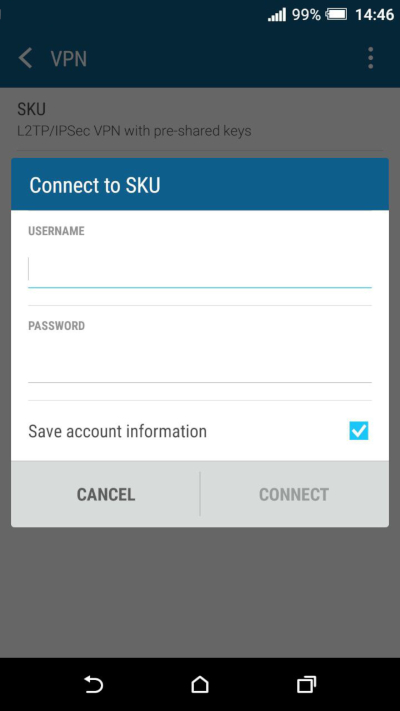 99% 14:46
VPN
SKU
L2TP/IPSec VPN with pre-shared keys
Connect to SKU
USERNAME
PASSWORD
Save account information
CANCEL CONNECT